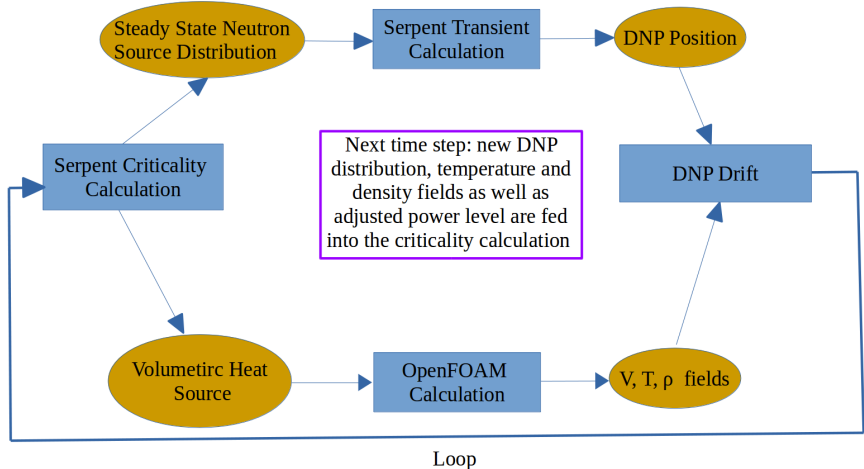 Steady State Neutron
Source Distribution
Serpent Transient
Calculation
DNP Position
Serpent Criticality
Calculation
Next time step: new DNP
distribution, temperature and
density fields as well as
adjusted power level are fed
into the criticality calculation
DNP Drift
Volumetirc Heat
Source
OpenFOAM
Calculation
V, T, ρ fields
Loop